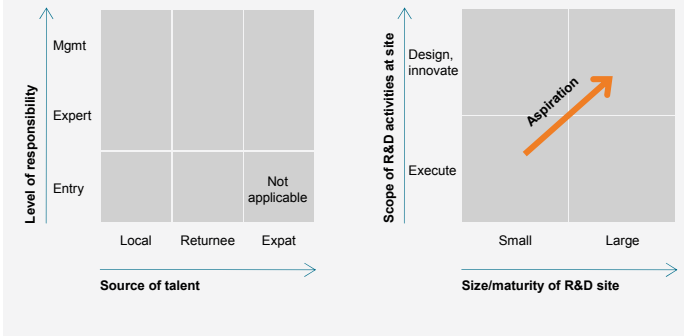 Level of responsibility
Mgmt
Expert
Entry
Not
applicable
Local Returnee Expat
Source of talent
Scope of R&D activities at site
Design,
innovate
Execute
Aspiration
Small Large
Size/maturity of R&D site